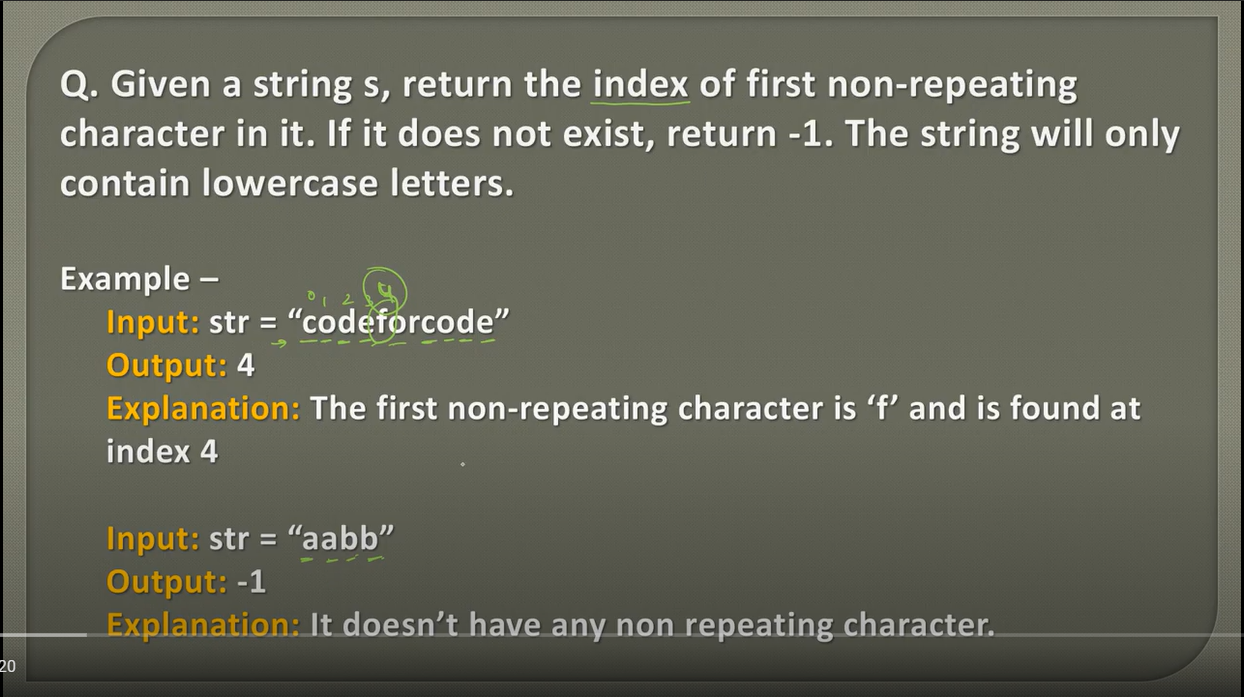 Q. Given a string s, return the index of first non-repeating
character in it. If it does not exist, return -1. The string will only
contain lowercase letters.
Example –
0 1 2 3 4
Input: str = “codeforcode”
Output: 4
Explanation: The first non-repeating character is ‘f’ and is found at
index 4
Input: str = “aabb”
Output: -1
Explanation: It doesn’t have any non repeating character.
20